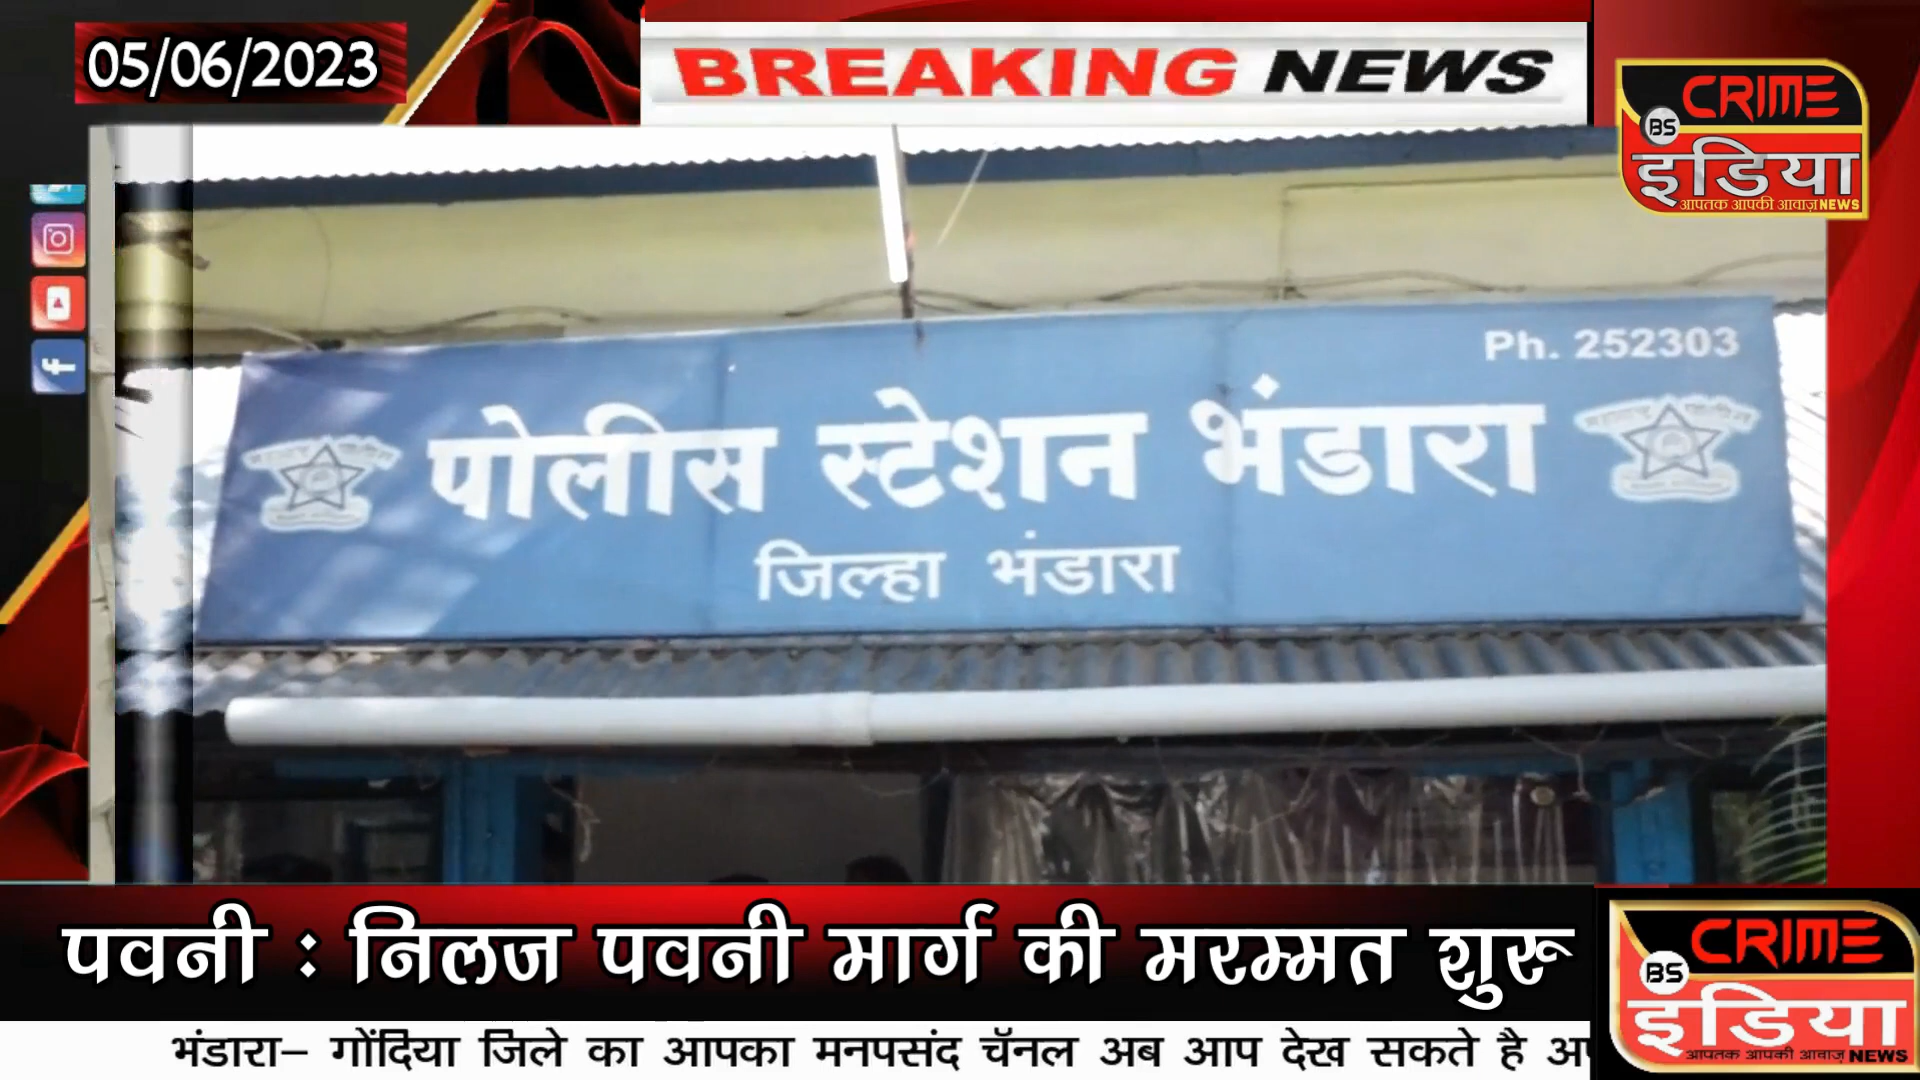 05/06/2023
BREAKING NEWS
CRIME
BS
इंडिया
आपतक आपकी आवाज़ NEWS
Ph. 252303
पोलीस स्टेशन भंडारा
जिल्हा भंडारा
पवनी : निलज पवनी मार्ग की मरम्मत शुरू
CRIME
BS
इंडिया
आपतक आपकी आवाज़ NEWS
भंडारा– गोंदिया जिले का आपका मनपसंद चॅनल अब आप देख सकते है